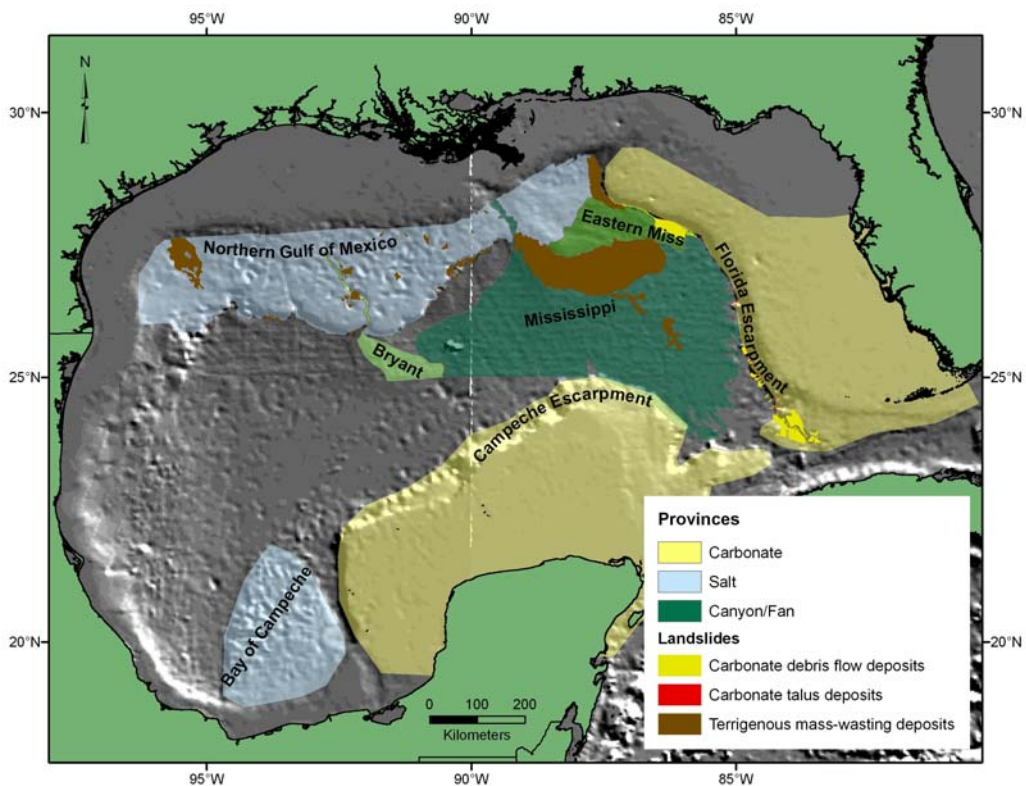 95°W 90°W 85°W
N
30°N 30°N
Northern Gulf of Mexico
Eastern Miss
Florida Escarpment
Mississippi
Bryant
25°N 25°N
Campeche Escarpment
Bay of Campeche
20°N 20°N
Provinces
Carbonate
Salt
Canyon/Fan
Landslides
Carbonate debris flow deposits
Carbonate talus deposits
Terrigenous mass-wasting deposits
0 100 200
Kilometers
95°W 90°W 85°W